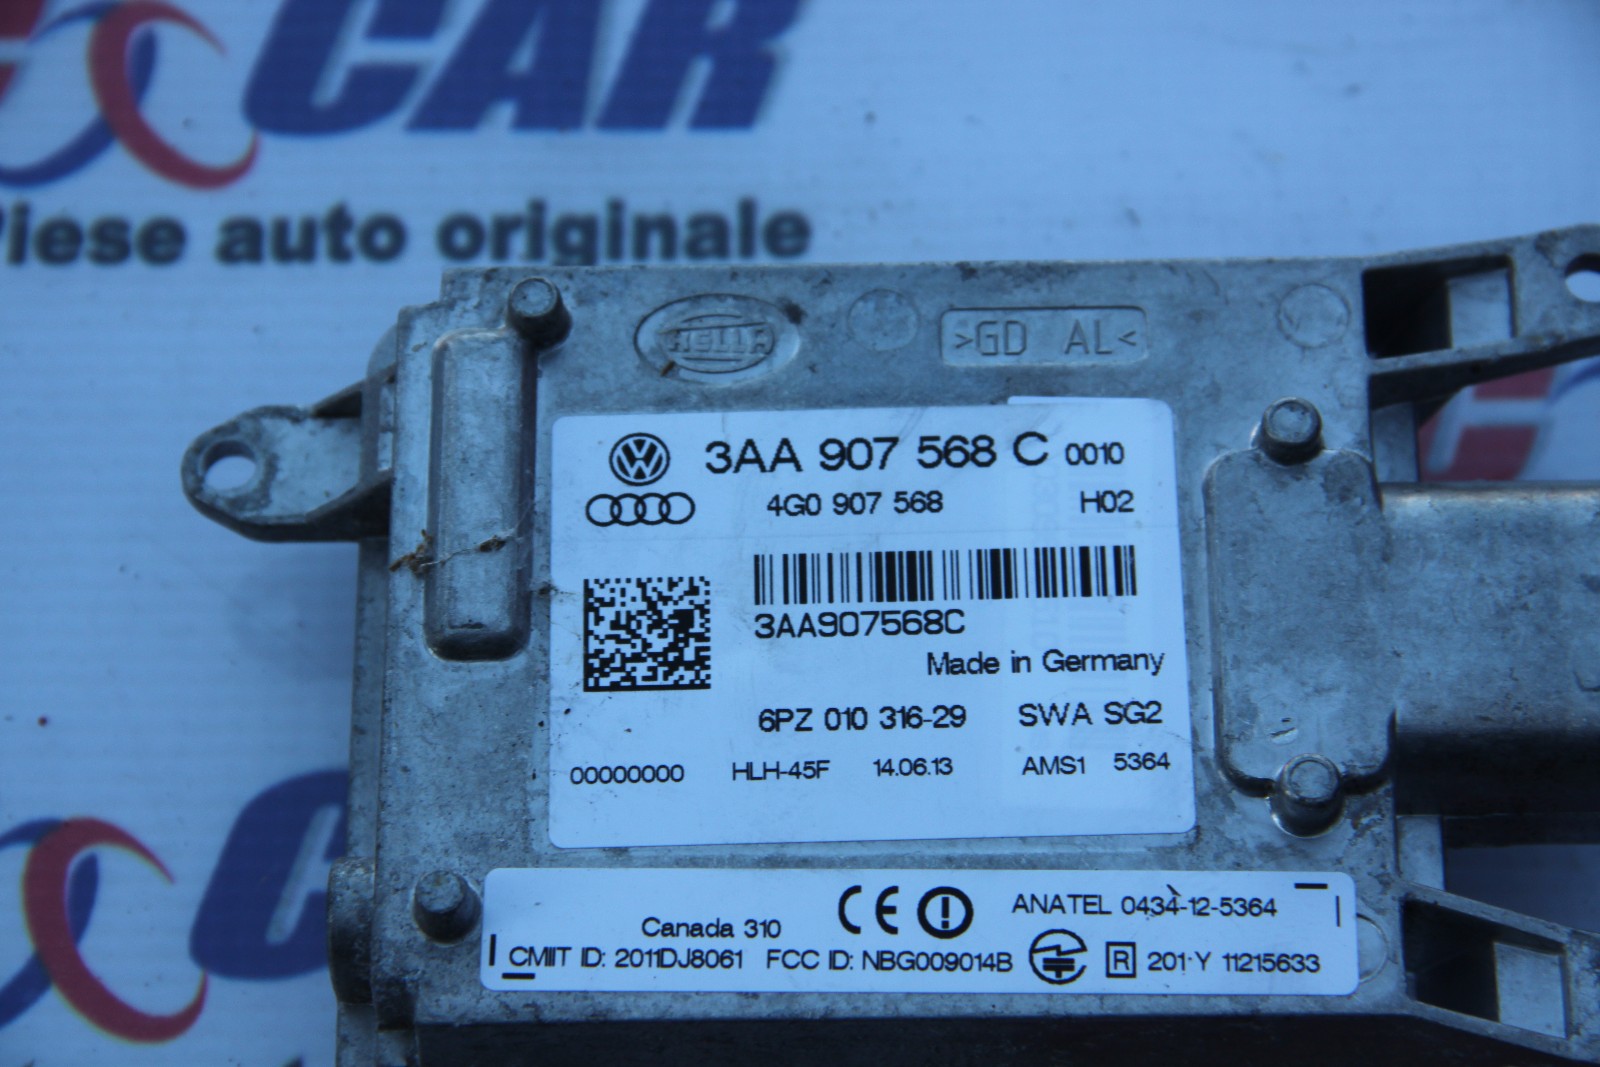 CAR
Piese auto originale
HELLA
>GD AL<
3AA 907 568 C 0010
4G0 907 568 H02
3AA907568C
Made in Germany
6PZ 010 316-29 SWA SG2
00000000 HLH-45F 14.06.13 AMS1 5364
Canada 310 CE ANATEL 0434-12-5364
CMIIT ID: 2011DJ8061 FCC ID: NBG009014B R 201-Y 11215633